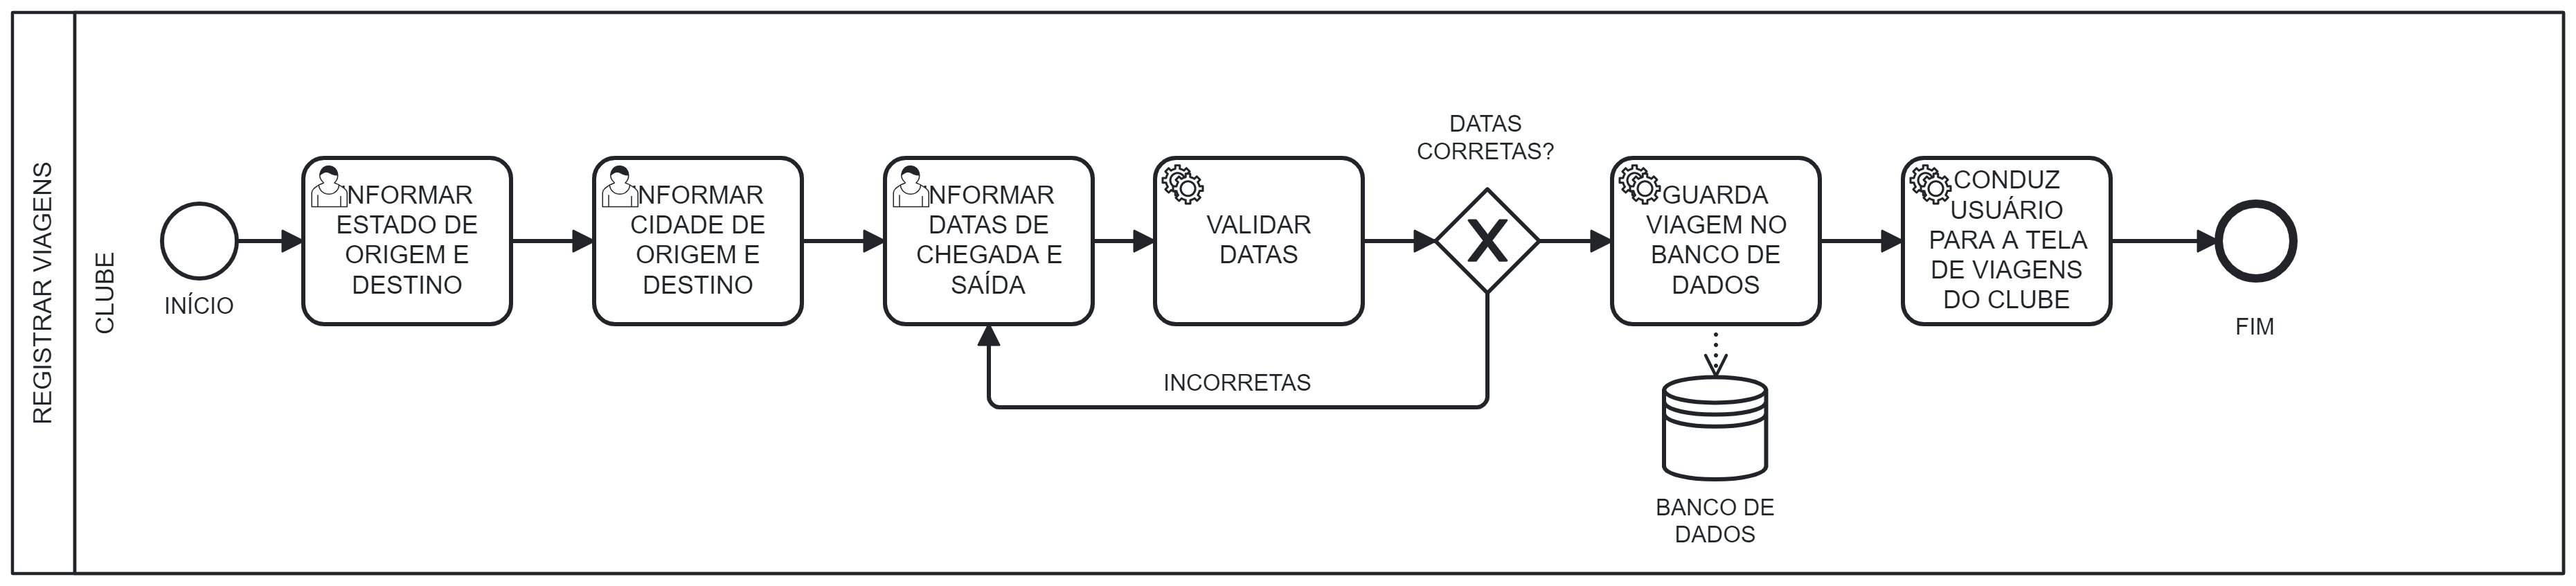 REGISTRAR VIAGENS
CLUBE
INÍCIO
NFORMAR
ESTADO DE
ORIGEM E
DESTINO
NFORMAR
CIDADE DE
ORIGEM E
DESTINO
NFORMAR
DATAS DE
CHEGADA E
SAÍDA
VALIDAR
DATAS
DATAS
CORRETAS?
X
INCORRETAS
GUARDA
VIAGEM NO
BANCO DE
DADOS
BANCO DE
DADOS
CONDUZ
USUÁRIO
PARA A TELA
DE VIAGENS
DO CLUBE
FIM